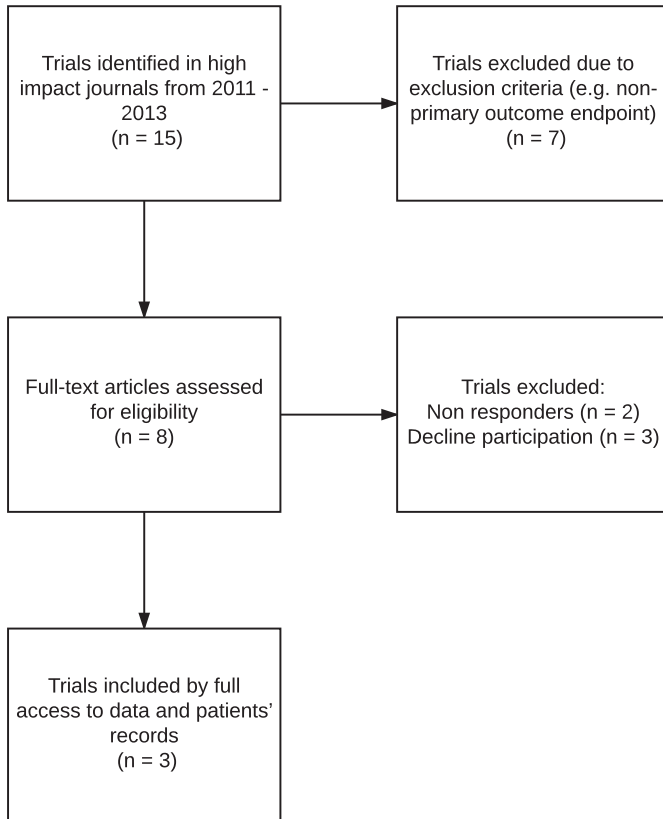 Trials identified in high
impact journals from 2011 -
2013
(n = 15)
Trials excluded due to
exclusion criteria (e.g. non-
primary outcome endpoint)
(n = 7)
Full-text articles assessed
for eligibility
(n = 8)
Trials excluded:
Non responders (n = 2)
Decline participation (n = 3)
Trials included by full
access to data and patients’
records
(n = 3)